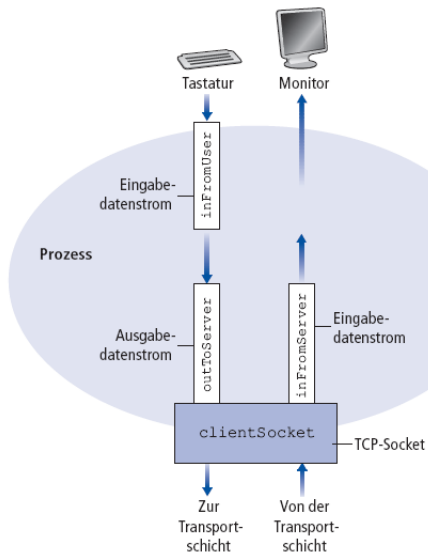 Tastatur
Monitor
inFromUser
Eingabe-
datenstrom
Prozess
Ausgabe-
datenstrom
outToServer
inFromServer
Eingabe-
datenstrom
clientSocket
TCP-Socket
Zur
Transport-
schicht
Von der
Transport-
schicht